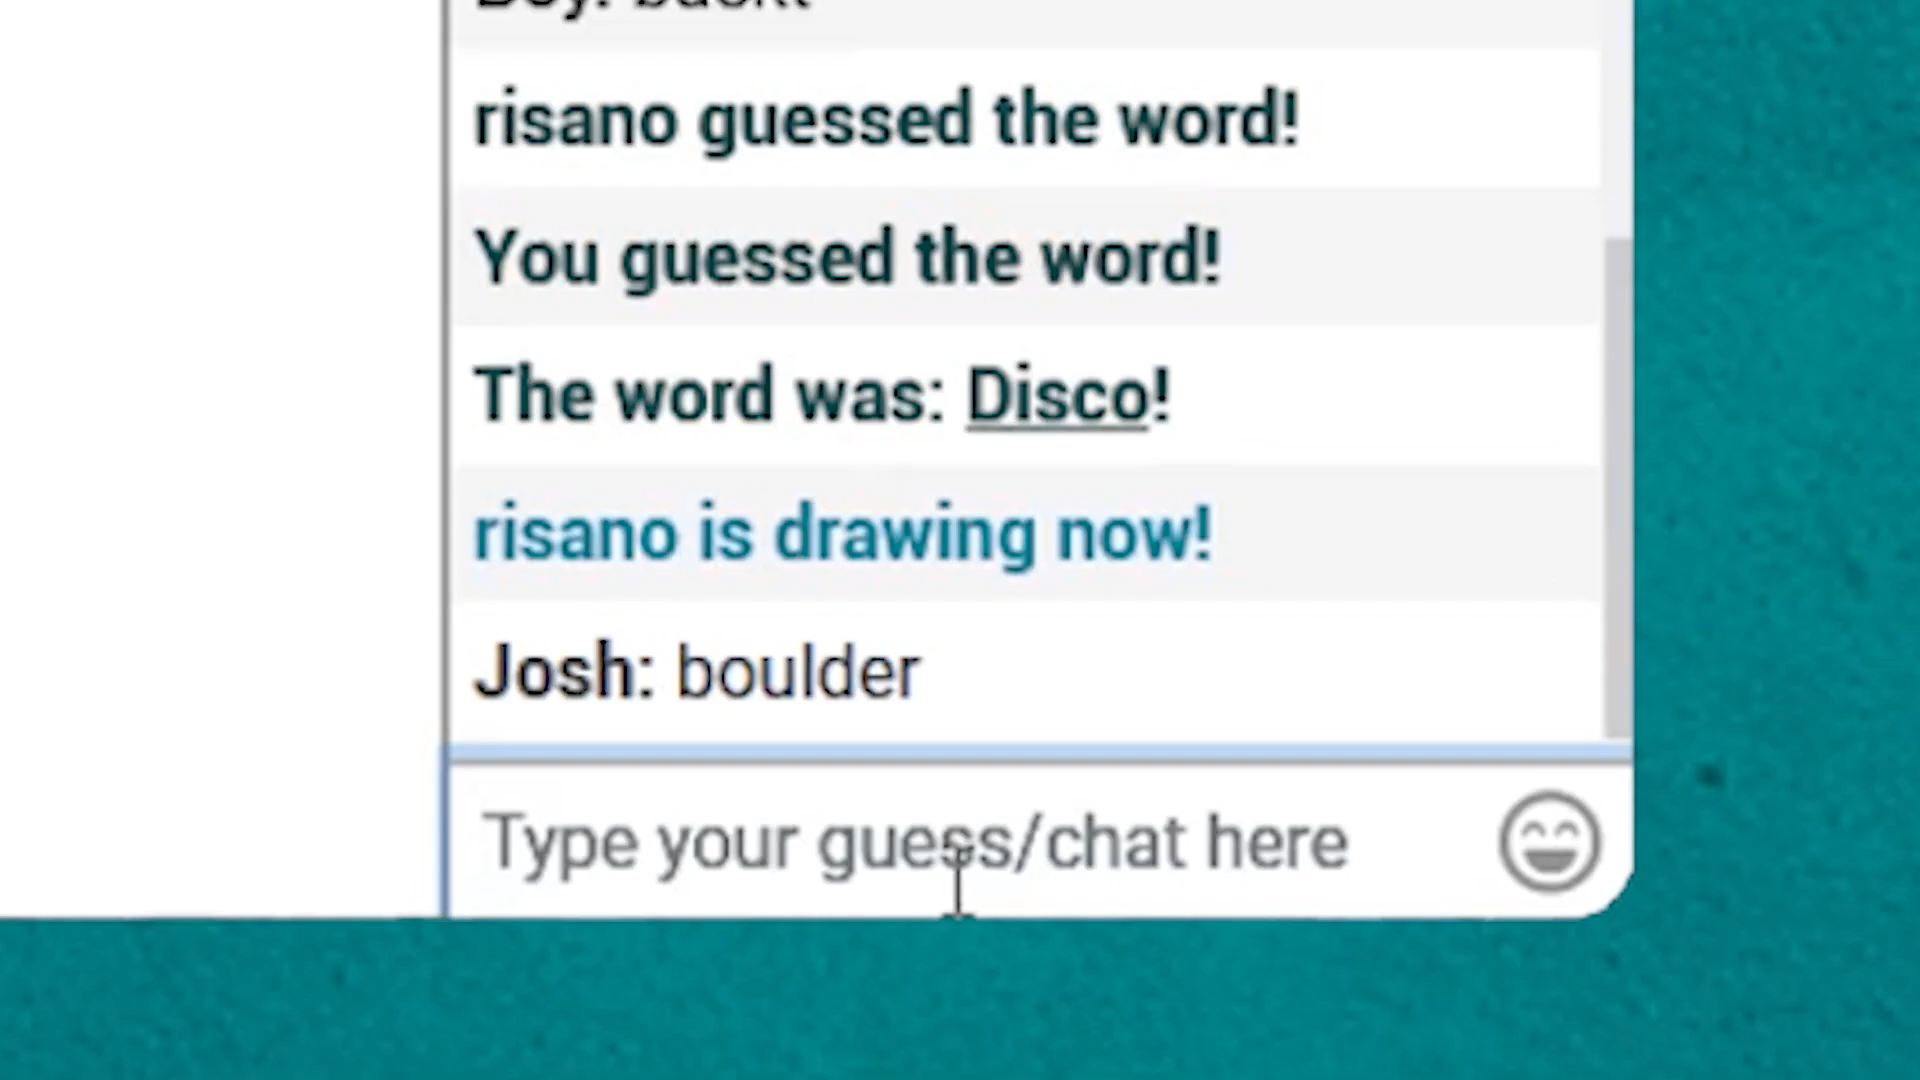 risano guessed the word!
You guessed the word!
The word was: Disco!
risano is drawing now!
Josh: boulder
Type your guess/chat here